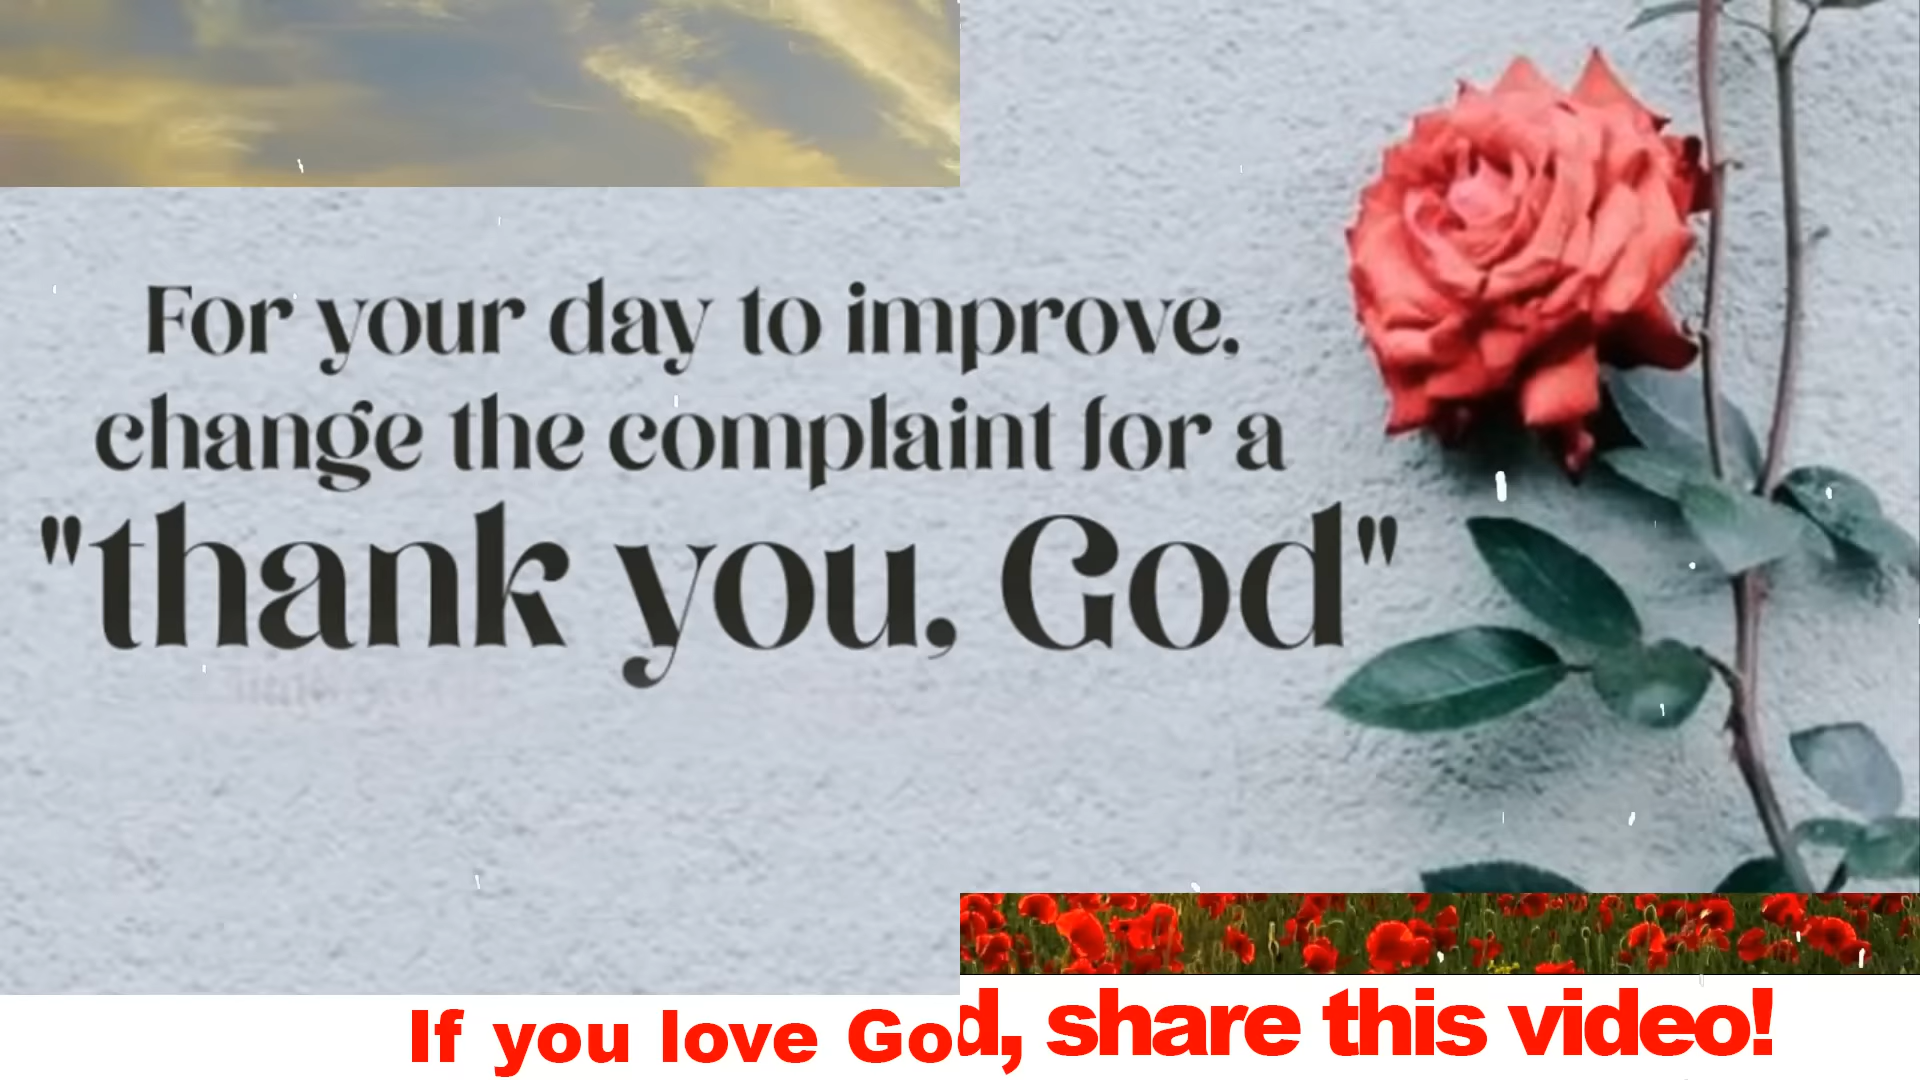 For your day to improve,
change the complaint for a
"thank you, God"
If you love God, share this video!